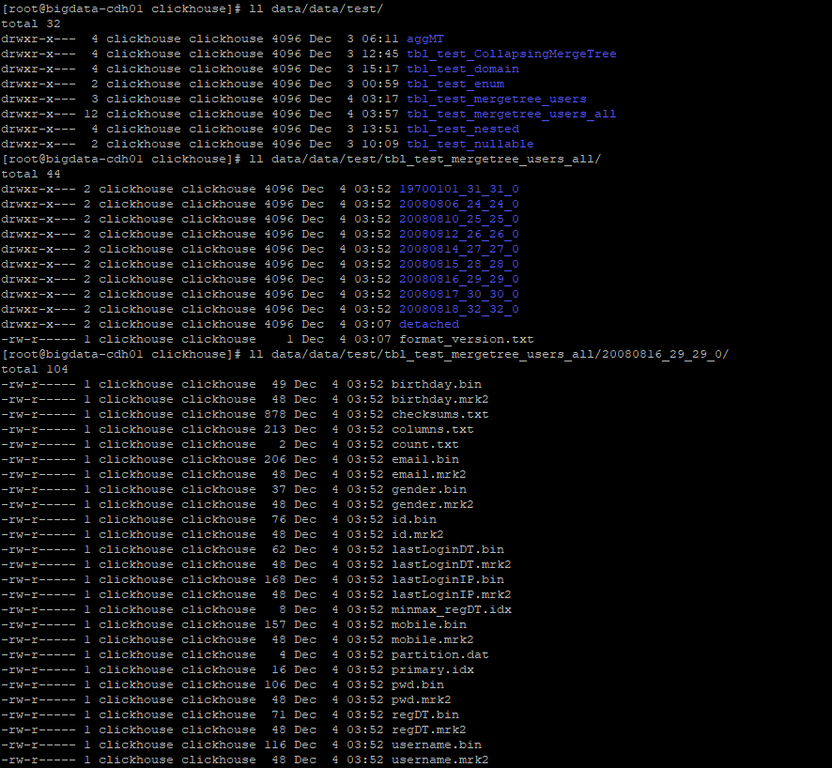 [root@bigdata-cdh01 clickhouse]# ll data/data/test/
total 32
drwxr-x---  4 clickhouse clickhouse 4096 Dec  3 06:11 aggMT
drwxr-x---  4 clickhouse clickhouse 4096 Dec  3 12:45 tbl_test_CollapsingMergeTree
drwxr-x---  4 clickhouse clickhouse 4096 Dec  3 15:17 tbl_test_domain
drwxr-x---  2 clickhouse clickhouse 4096 Dec  3 00:59 tbl_test_enum
drwxr-x---  3 clickhouse clickhouse 4096 Dec  4 03:17 tbl_test_mergetree_users
drwxr-x--- 12 clickhouse clickhouse 4096 Dec  4 03:57 tbl_test_mergetree_users_all
drwxr-x---  4 clickhouse clickhouse 4096 Dec  3 13:51 tbl_test_nested
drwxr-x---  2 clickhouse clickhouse 4096 Dec  3 10:09 tbl_test_nullable
[root@bigdata-cdh01 clickhouse]# ll data/data/test/tbl_test_mergetree_users_all/
total 44
drwxr-x--- 2 clickhouse clickhouse 4096 Dec  4 03:52 19700101_31_31_0
drwxr-x--- 2 clickhouse clickhouse 4096 Dec  4 03:52 20080806_24_24_0
drwxr-x--- 2 clickhouse clickhouse 4096 Dec  4 03:52 20080810_25_25_0
drwxr-x--- 2 clickhouse clickhouse 4096 Dec  4 03:52 20080812_26_26_0
drwxr-x--- 2 clickhouse clickhouse 4096 Dec  4 03:52 20080814_27_27_0
drwxr-x--- 2 clickhouse clickhouse 4096 Dec  4 03:52 20080815_28_28_0
drwxr-x--- 2 clickhouse clickhouse 4096 Dec  4 03:52 20080816_29_29_0
drwxr-x--- 2 clickhouse clickhouse 4096 Dec  4 03:52 20080817_30_30_0
drwxr-x--- 2 clickhouse clickhouse 4096 Dec  4 03:52 20080818_32_32_0
drwxr-x--- 2 clickhouse clickhouse 4096 Dec  4 03:07 detached
-rw-r----- 1 clickhouse clickhouse    1 Dec  4 03:07 format_version.txt
[root@bigdata-cdh01 clickhouse]# ll data/data/test/tbl_test_mergetree_users_all/20080816_29_29_0/
total 104
-rw-r----- 1 clickhouse clickhouse  49 Dec  4 03:52 birthday.bin
-rw-r----- 1 clickhouse clickhouse  48 Dec  4 03:52 birthday.mrk2
-rw-r----- 1 clickhouse clickhouse 878 Dec  4 03:52 checksums.txt
-rw-r----- 1 clickhouse clickhouse 213 Dec  4 03:52 columns.txt
-rw-r----- 1 clickhouse clickhouse   2 Dec  4 03:52 count.txt
-rw-r----- 1 clickhouse clickhouse 206 Dec  4 03:52 email.bin
-rw-r----- 1 clickhouse clickhouse  48 Dec  4 03:52 email.mrk2
-rw-r----- 1 clickhouse clickhouse  37 Dec  4 03:52 gender.bin
-rw-r----- 1 clickhouse clickhouse  48 Dec  4 03:52 gender.mrk2
-rw-r----- 1 clickhouse clickhouse  76 Dec  4 03:52 id.bin
-rw-r----- 1 clickhouse clickhouse  48 Dec  4 03:52 id.mrk2
-rw-r----- 1 clickhouse clickhouse  62 Dec  4 03:52 lastLoginDT.bin
-rw-r----- 1 clickhouse clickhouse  48 Dec  4 03:52 lastLoginDT.mrk2
-rw-r----- 1 clickhouse clickhouse 168 Dec  4 03:52 lastLoginIP.bin
-rw-r----- 1 clickhouse clickhouse  48 Dec  4 03:52 lastLoginIP.mrk2
-rw-r----- 1 clickhouse clickhouse   8 Dec  4 03:52 minmax_regDT.idx
-rw-r----- 1 clickhouse clickhouse 157 Dec  4 03:52 mobile.bin
-rw-r----- 1 clickhouse clickhouse  48 Dec  4 03:52 mobile.mrk2
-rw-r----- 1 clickhouse clickhouse   4 Dec  4 03:52 partition.dat
-rw-r----- 1 clickhouse clickhouse  16 Dec  4 03:52 primary.idx
-rw-r----- 1 clickhouse clickhouse 106 Dec  4 03:52 pwd.bin
-rw-r----- 1 clickhouse clickhouse  48 Dec  4 03:52 pwd.mrk2
-rw-r----- 1 clickhouse clickhouse  71 Dec  4 03:52 regDT.bin
-rw-r----- 1 clickhouse clickhouse  48 Dec  4 03:52 regDT.mrk2
-rw-r----- 1 clickhouse clickhouse 116 Dec  4 03:52 username.bin
-rw-r----- 1 clickhouse clickhouse  48 Dec  4 03:52 username.mrk2